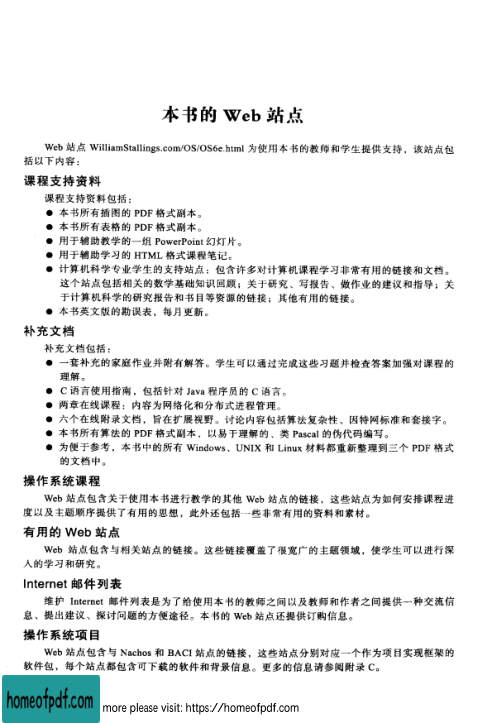 本书的 Web 站点
Web 站点 WilliamStallings.com/OS/OS6e.html 为使用本书的教师和学生提供支持，该站点包
括以下内容：
课程支持资料
课程支持资料包括：
● 本书所有插图的 PDF 格式副本。
● 本书所有表格的 PDF 格式副本。
● 用于辅助教学的一组 PowerPoint 幻灯片。
● 用于辅助学习的 HTML 格式课程笔记。
● 计算机科学专业学生的支持站点：包含许多对计算机课程学习非常有用的链接和文档。
这个站点包括相关的数学基础知识回顾；关于研究、写报告、做作业的建议和指导；关
于计算机科学的研究报告和书目等资源的链接；其他有用的链接。
● 本书英文版的勘误表，每月更新。
补充文档
补充文档包括：
● 一套补充的家庭作业并附有解答。学生可以通过完成这些习题并检查答案加强对课程的
理解。
● C 语言使用指南，包括针对 Java 程序员的 C 语言。
● 两章在线课程：内容为网络化和分布式进程管理。
● 六个在线附录文档，旨在扩展视野。讨论内容包括算法复杂性、因特网标准和套接字。
● 本书所有算法的 PDF 格式副本，以易于理解的、类 Pascal 的伪代码编写。
● 为便于参考，本书中的所有 Windows、UNIX 和 Linux 材料都重新整理到三个 PDF 格式
的文档中。
操作系统课程
Web 站点包含关于使用本书进行教学的其他 Web 站点的链接，这些站点为如何安排课程进
度以及主题顺序提供了有用的思想，此外还包括一些非常有用的资料和素材。
有用的 Web 站点
Web 站点包含与相关站点的链接。这些链接覆盖了很宽广的主题领域，使学生可以进行深
入的学习和研究。
Internet 邮件列表
维护 Internet 邮件列表是为了给使用本书的教师之间以及教师和作者之间提供一种交流信
息、提出建议、探讨问题的方便途径。本书的 Web 站点还提供订购信息。
操作系统项目
Web 站点包含与 Nachos 和 BACI 站点的链接，这些站点分别对应一个作为项目实现框架的
软件包，每个站点都包含可下载的软件和背景信息。更多的信息请参阅附录 C。
homeofpdf.com
more please visit: https://homeofpdf.com